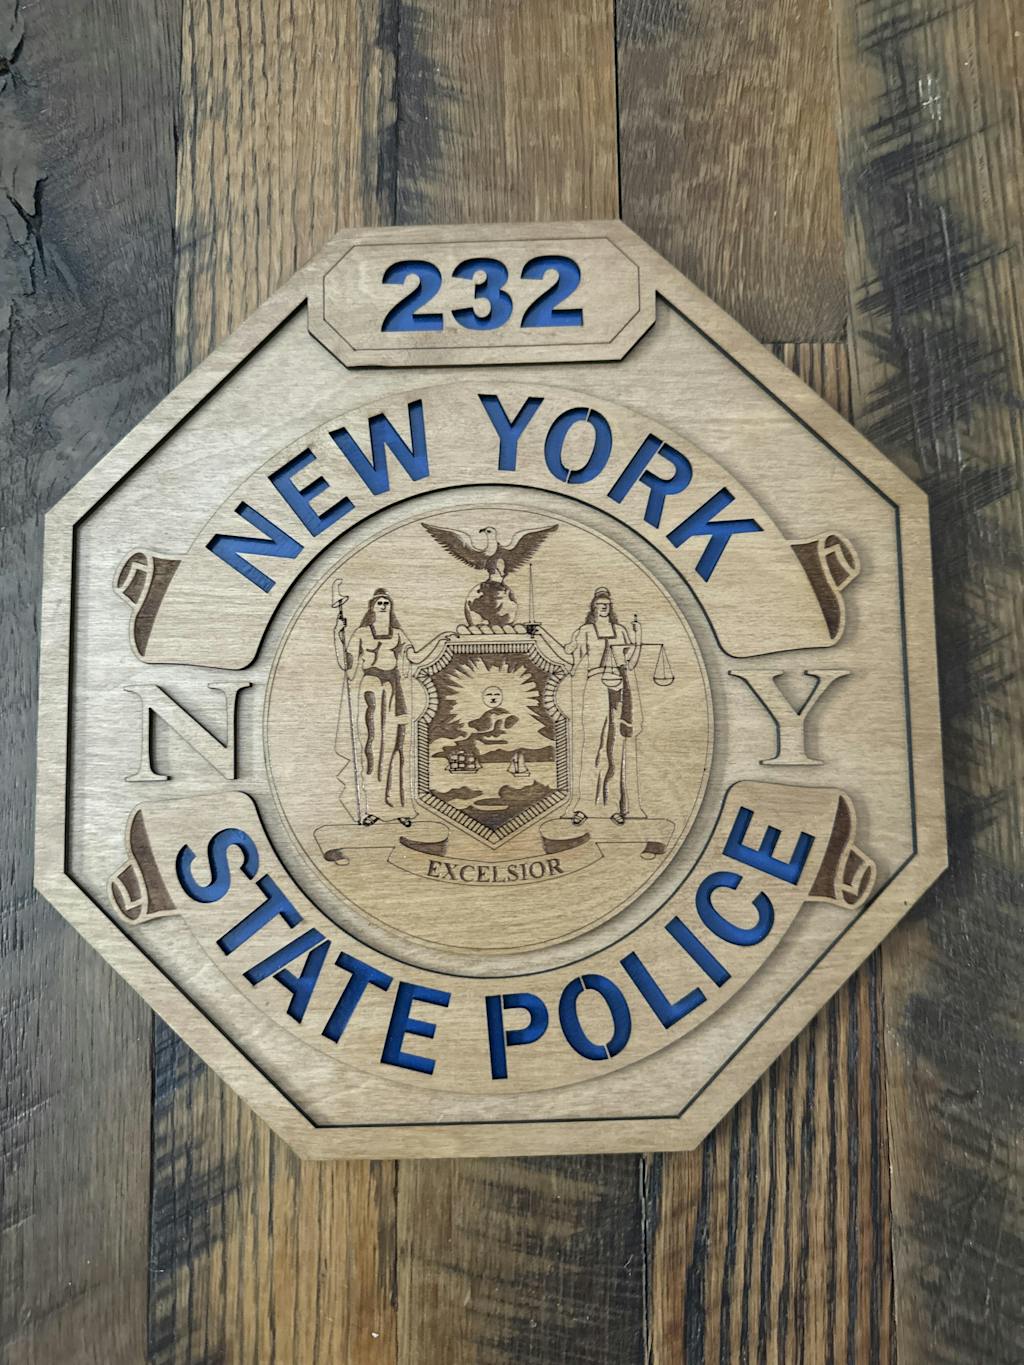 232
NEW YORK
N Y
EXCELSIOR
STATE POLICE